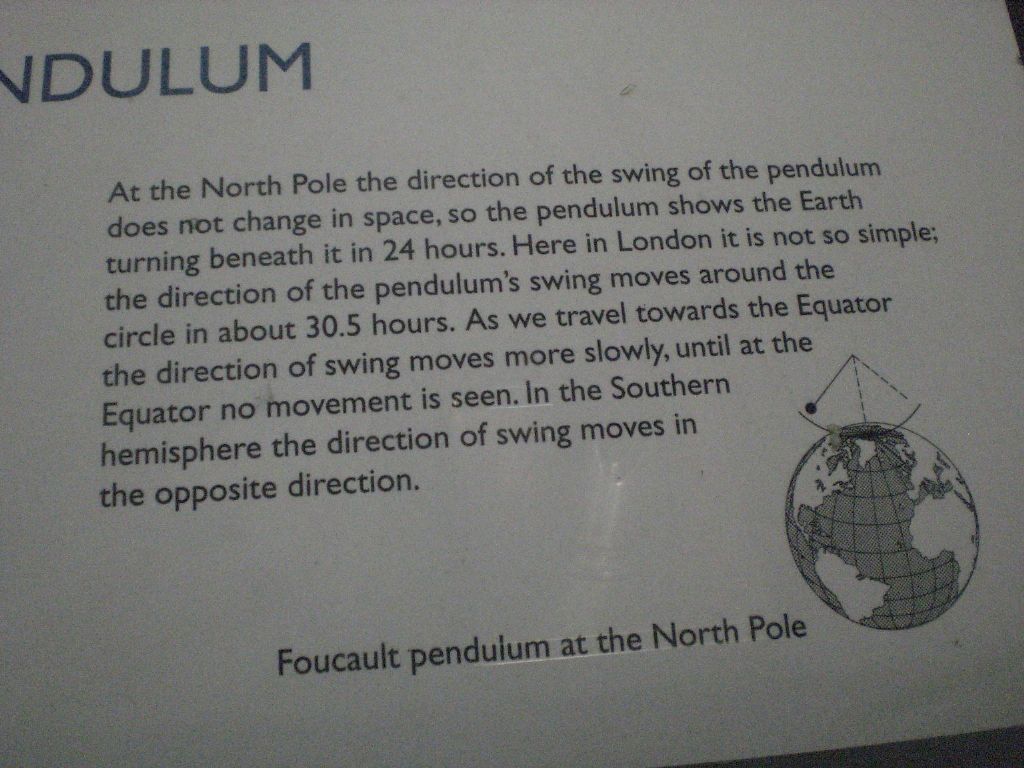 NDULUM
At the North Pole the direction of the swing of the pendulum
does not change in space, so the pendulum shows the Earth
turning beneath it in 24 hours. Here in London it is not so simple;
the direction of the pendulum's swing moves around the
circle in about 30.5 hours. As we travel towards the Equator
the direction of swing moves more slowly, until at the
Equator no movement is seen. In the Southern
hemisphere the direction of swing moves in
the opposite direction.
Foucault pendulum at the North Pole